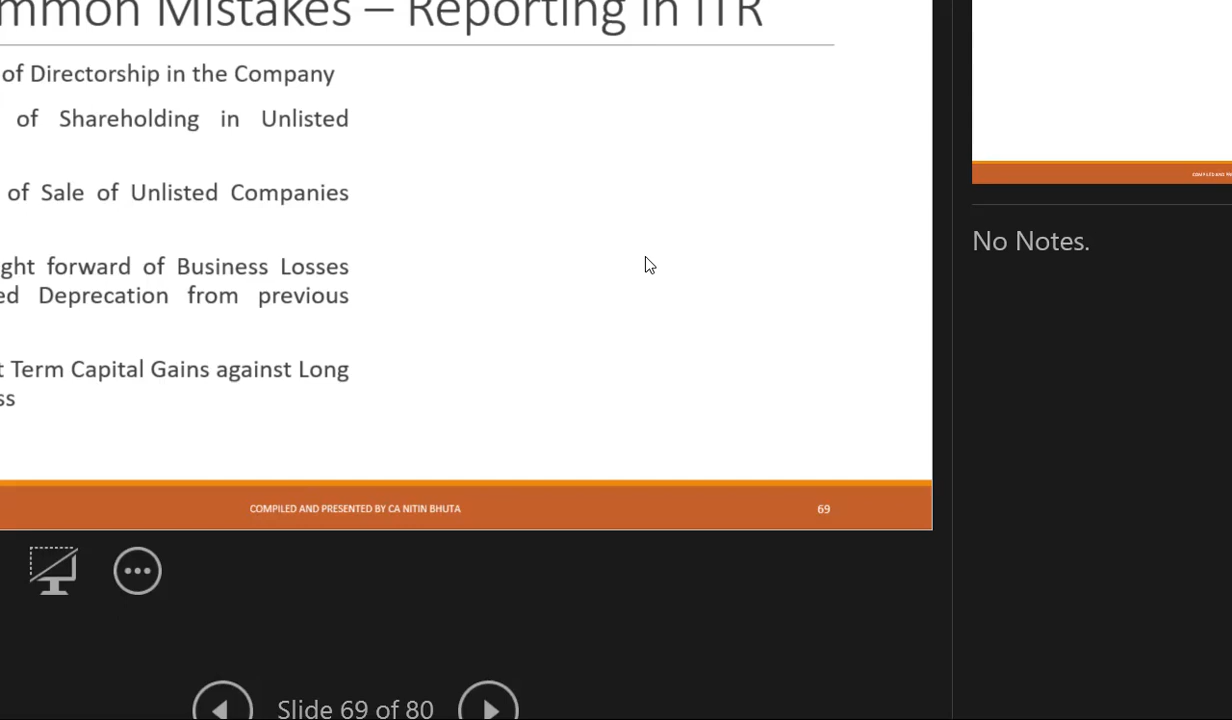 mmon Mistakes – Reporting in ITR
of Directorship in the Company
of Shareholding in Unlisted
of Sale of Unlisted Companies
ght forward of Business Losses
ed Deprecation from previous
t Term Capital Gains against Long
ss
COMPILED AND PRESENTED BY CA NITIN BHUTA
69
No Notes.
Slide 69 of 80